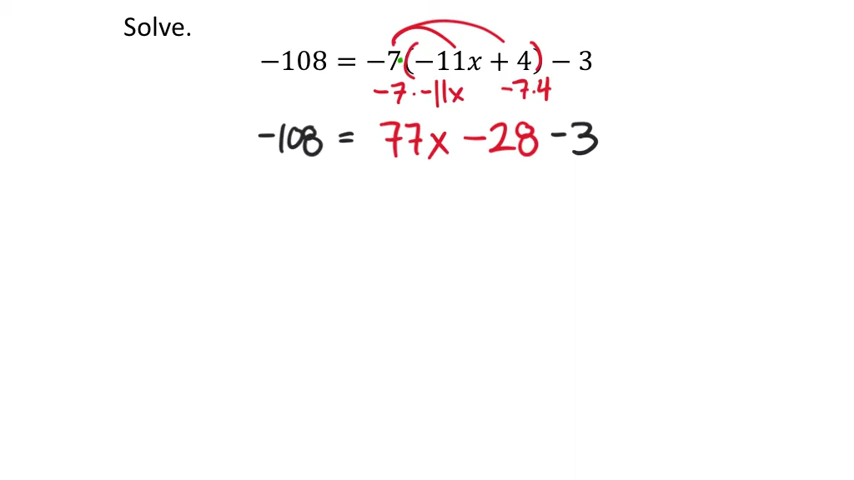 Solve.
−108 = −7(−11x + 4) − 3
−7·−11x −7·4
−108 = 77x − 28 − 3